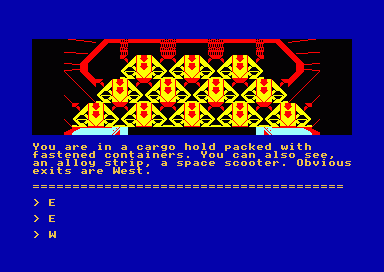 You are in a cargo hold packed with
fastened containers. You can also see,
an alloy strip, a space scooter. Obvious
exits are West.
========================================
> E
> E
> W